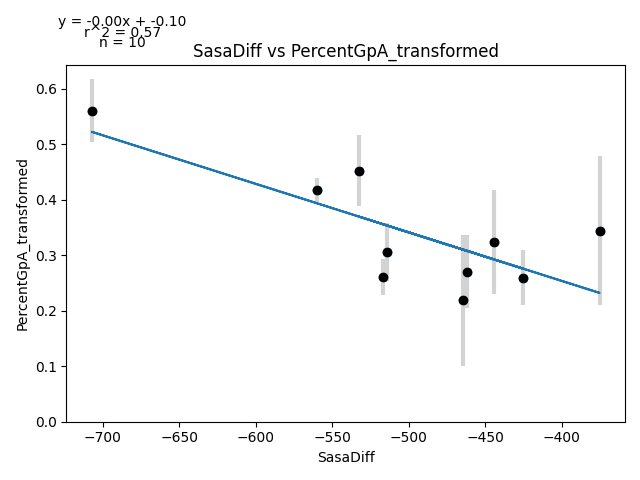 y = -0.00x + -0.10
r^2 = 0.57
n = 10
SasaDiff vs PercentGpA_transformed
PercentGpA_transformed
0.6
0.5
0.4
0.3
0.2
0.1
0.0
−700 −650 −600 −550 −500 −450 −400
SasaDiff